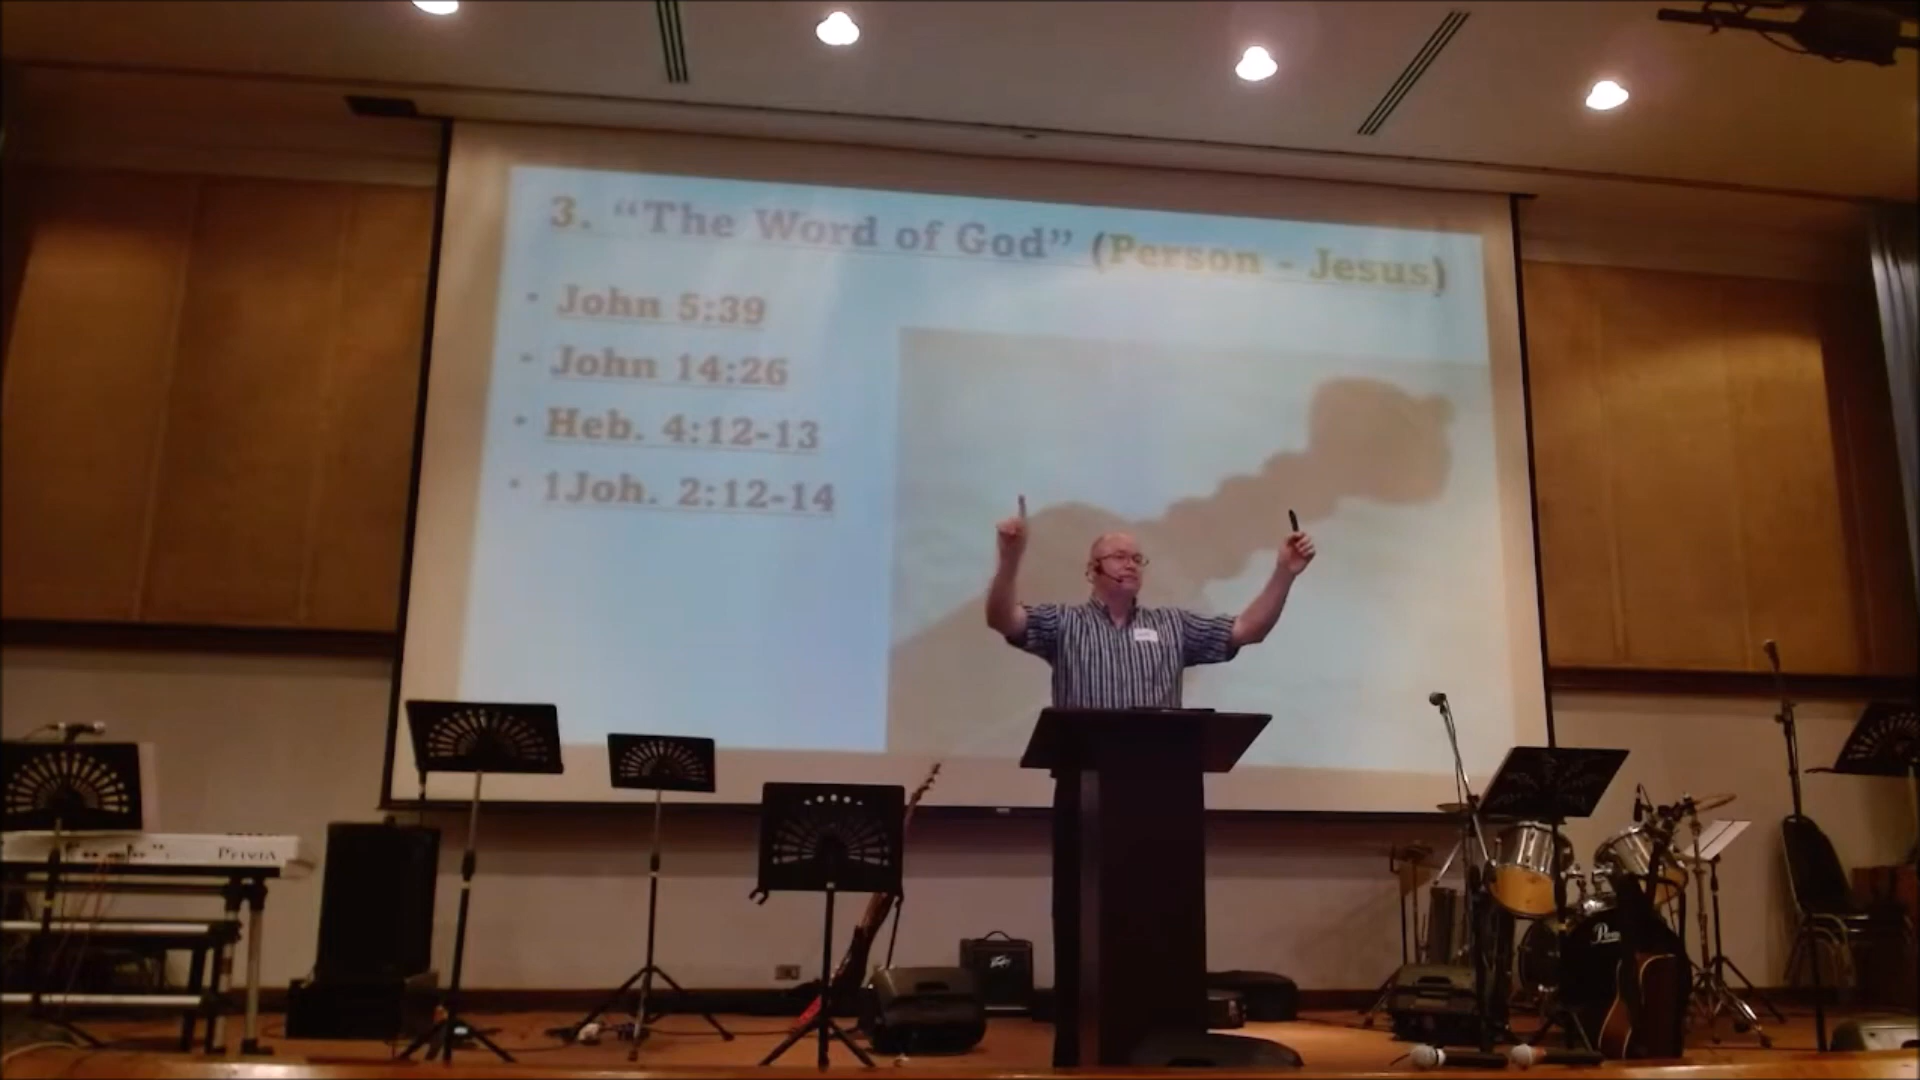 3. “The Word of God” (Person - Jesus)
• John 5:39
• John 14:26
• Heb. 4:12-13
• 1Joh. 2:12-14
PRIVIA
Peavey